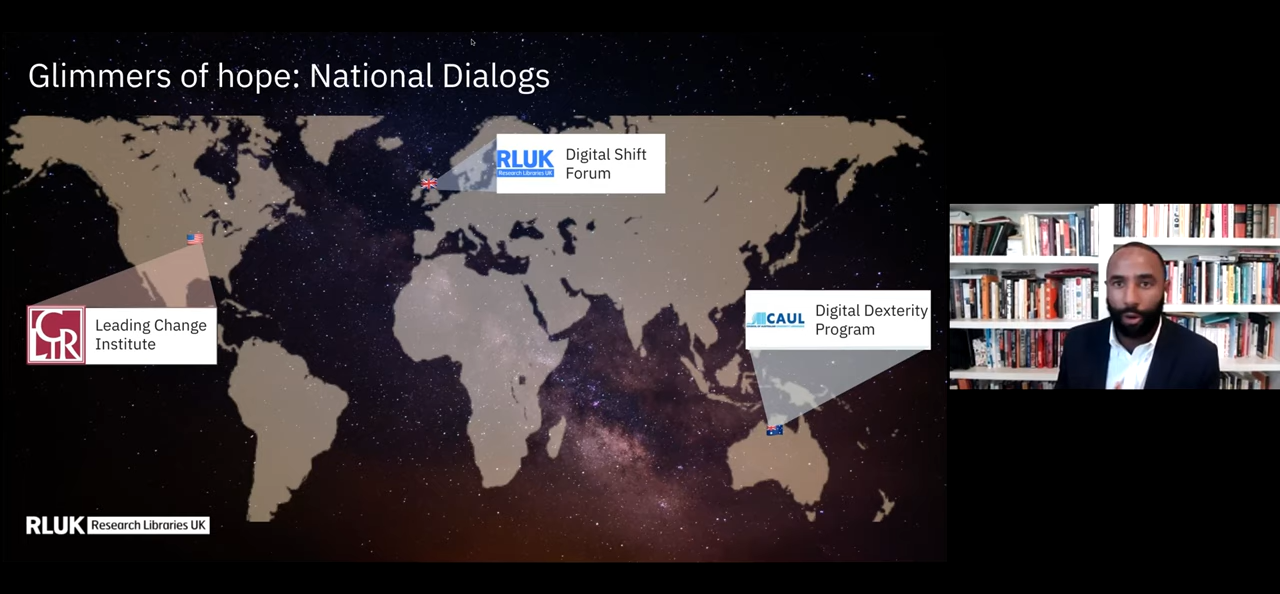 Glimmers of hope: National Dialogs
RLUK
Research Libraries UK
Digital Shift
Forum
CLIR
Leading Change
Institute
CAUL
Digital Dexterity
Program
RLUK Research Libraries UK